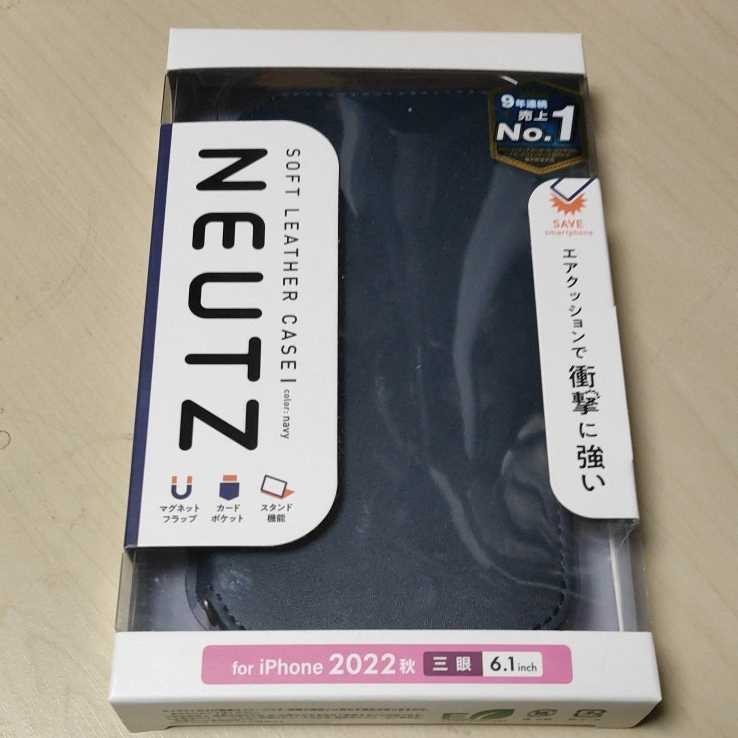 9年連続
売上
No.1
SAVE
smartphone
エアクッションで
衝撃に強い
SOFT LEATHER CASE
color: navy
NEUTZ
マグネット
フラップ
カード
ポケット
スタンド
機能
for iPhone 2022秋 三眼 6.1inch